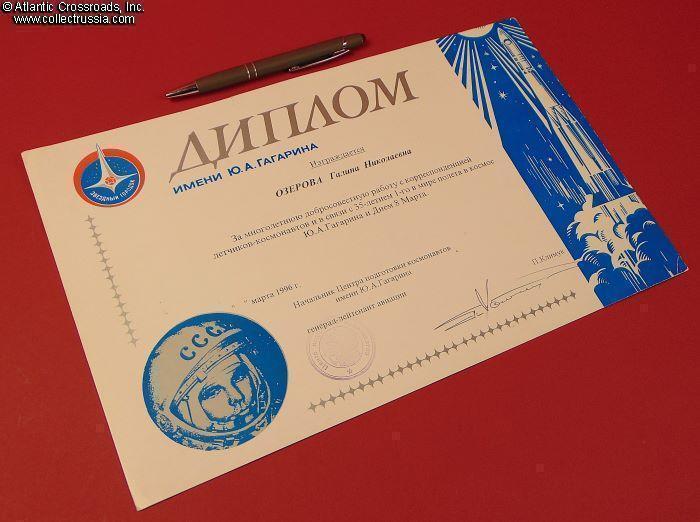 © Atlantic Crossroads, Inc.
www.collectrussia.com
ДИПЛОМ
ИМЕНИ Ю.А.ГАГАРИНА
ЗВЕЗДНЫЙ ГОРОДОК
Награждается
ОЗЕРОВА Галина Николаевна
За многолетнюю добросовестную работу с корреспонденцией
летчиков-космонавтов и в связи с 35-летием 1-го в мире полета в космос
Ю.А.Гагарина и Днем 8 Марта.
" " марта 1996 г.
Начальник Центра подготовки космонавтов
имени Ю.А.Гагарина
генерал-лейтенант авиации
П.Климук
СССР